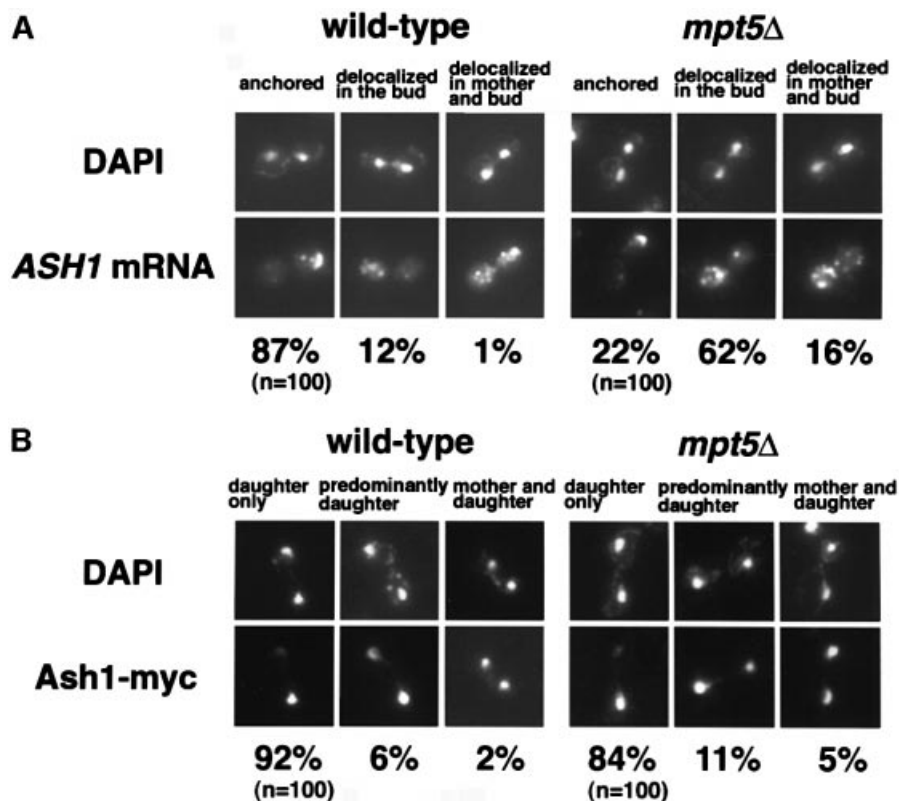 A
wild-type mpt5Δ
anchored delocalized in the bud delocalized in mother and bud anchored delocalized in the bud delocalized in mother and bud
DAPI
ASH1 mRNA
87% 12% 1% 22% 62% 16%
(n=100) (n=100)
B
wild-type mpt5Δ
daughter only predominantly daughter mother and daughter daughter only predominantly daughter mother and daughter
DAPI
Ash1-myc
92% 6% 2% 84% 11% 5%
(n=100) (n=100)